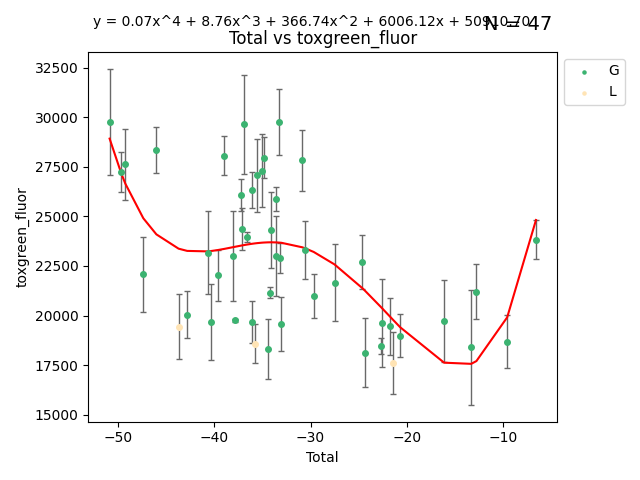 y = 0.07x^4 + 8.76x^3 + 366.74x^2 + 6006.12x + 50910.70
N = 47
Total vs toxgreen_fluor
32500
30000
27500
25000
22500
20000
17500
15000
toxgreen_fluor
G
L
−50
−40
−30
−20
−10
Total